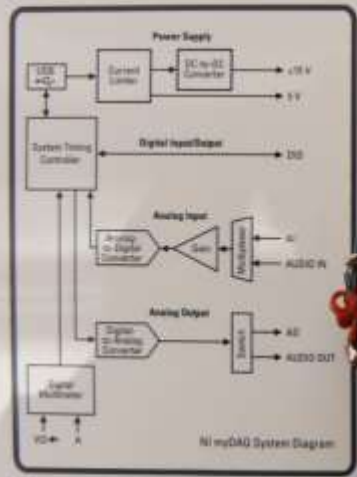 Power Supply
USB
Current
Limiter
DC-to-DC
Converter
±15 V
5 V
System Timing
Controller
Digital Input/Output
DIO
Analog Input
Analog-
to-Digital
Converter
Gain
Multiplexer
AI
AUDIO IN
Analog Output
Digital-
to-Analog
Converter
Switch
AO
AUDIO OUT
Digital
Multimeter
A
NI myDAQ System Diagram